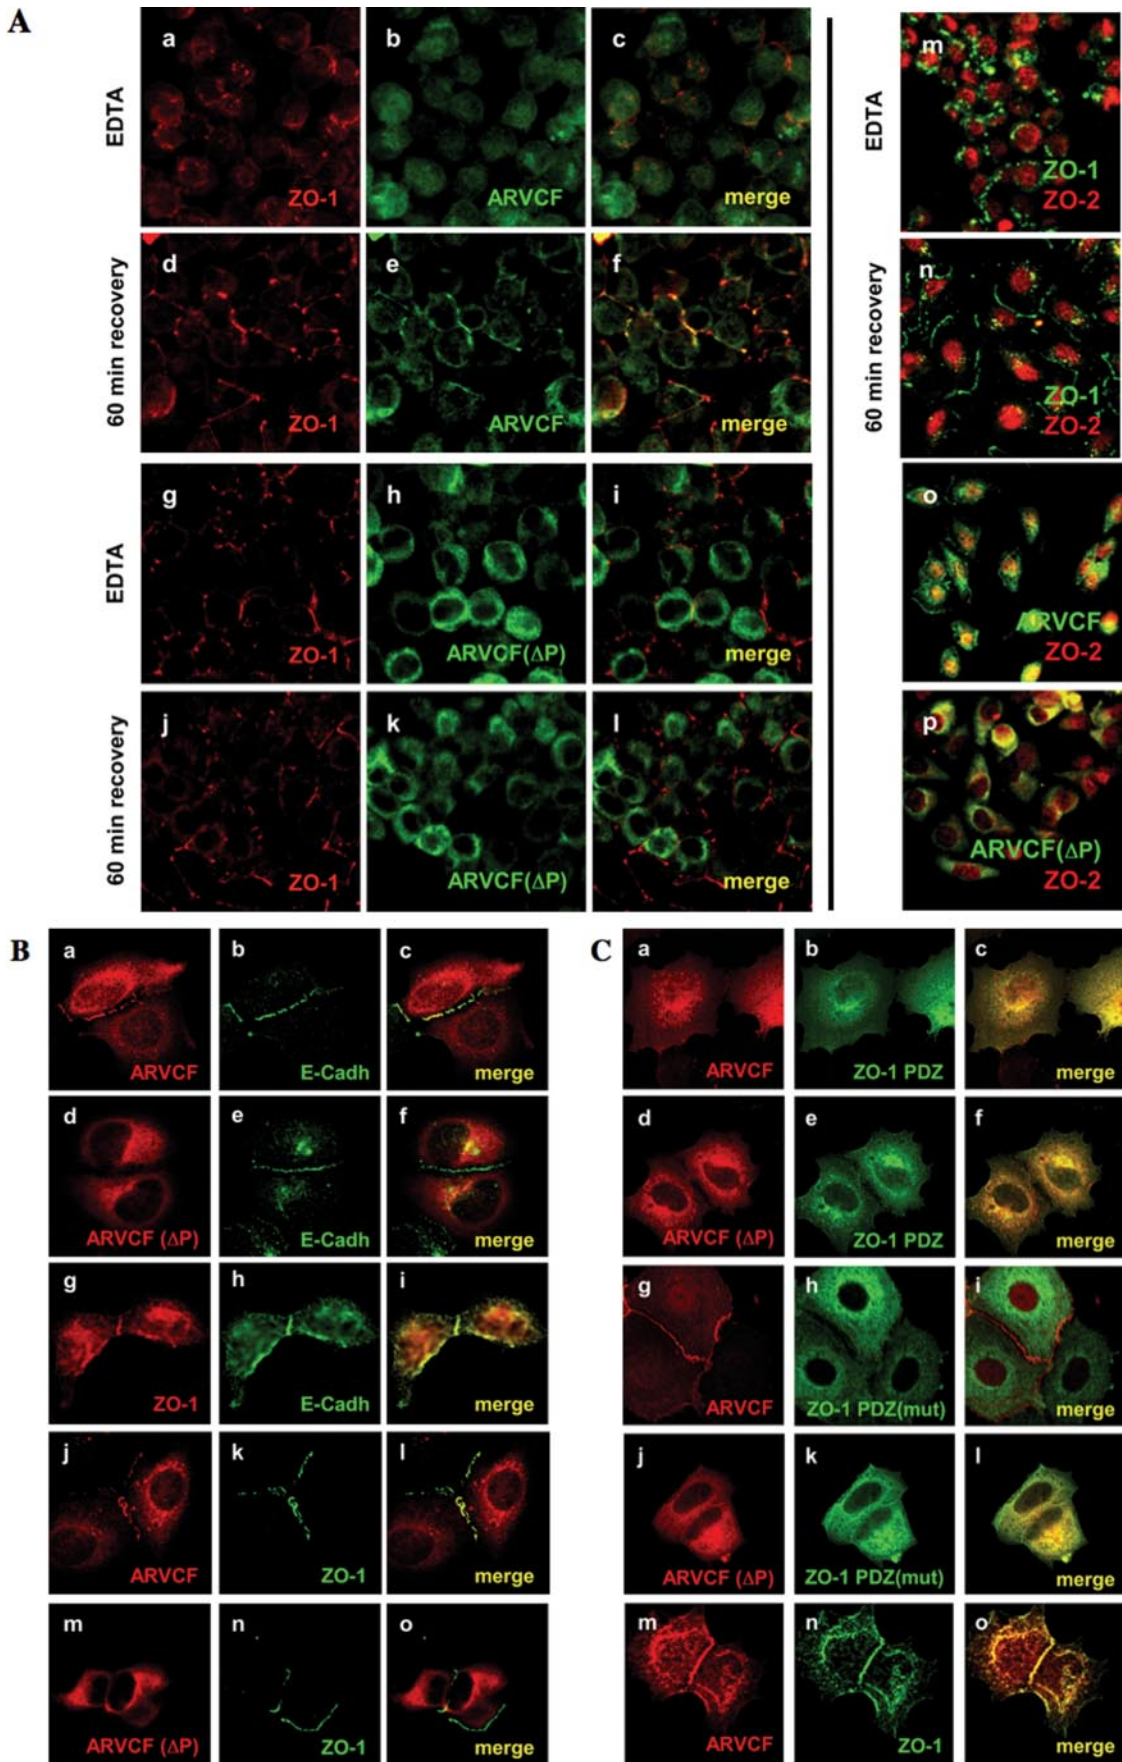 A
EDTA
a
ZO-1
b
ARVCF
c
merge
60 min recovery
d
ZO-1
e
ARVCF
f
merge
EDTA
g
ZO-1
h
ARVCF(ΔP)
i
merge
60 min recovery
j
ZO-1
k
ARVCF(ΔP)
l
merge
EDTA
m
ZO-1
ZO-2
60 min recovery
n
ZO-1
ZO-2
o
ARVCF
ZO-2
p
ARVCF(ΔP)
ZO-2
B
a
ARVCF
b
E-Cadh
c
merge
d
ARVCF (ΔP)
e
E-Cadh
f
merge
g
ZO-1
h
E-Cadh
i
merge
j
ARVCF
k
ZO-1
l
merge
m
ARVCF (ΔP)
n
ZO-1
o
merge
C
a
ARVCF
b
ZO-1 PDZ
c
merge
d
ARVCF (ΔP)
e
ZO-1 PDZ
f
merge
g
ARVCF
h
ZO-1 PDZ(mut)
i
merge
j
ARVCF (ΔP)
k
ZO-1 PDZ(mut)
l
merge
m
ARVCF
n
ZO-1
o
merge